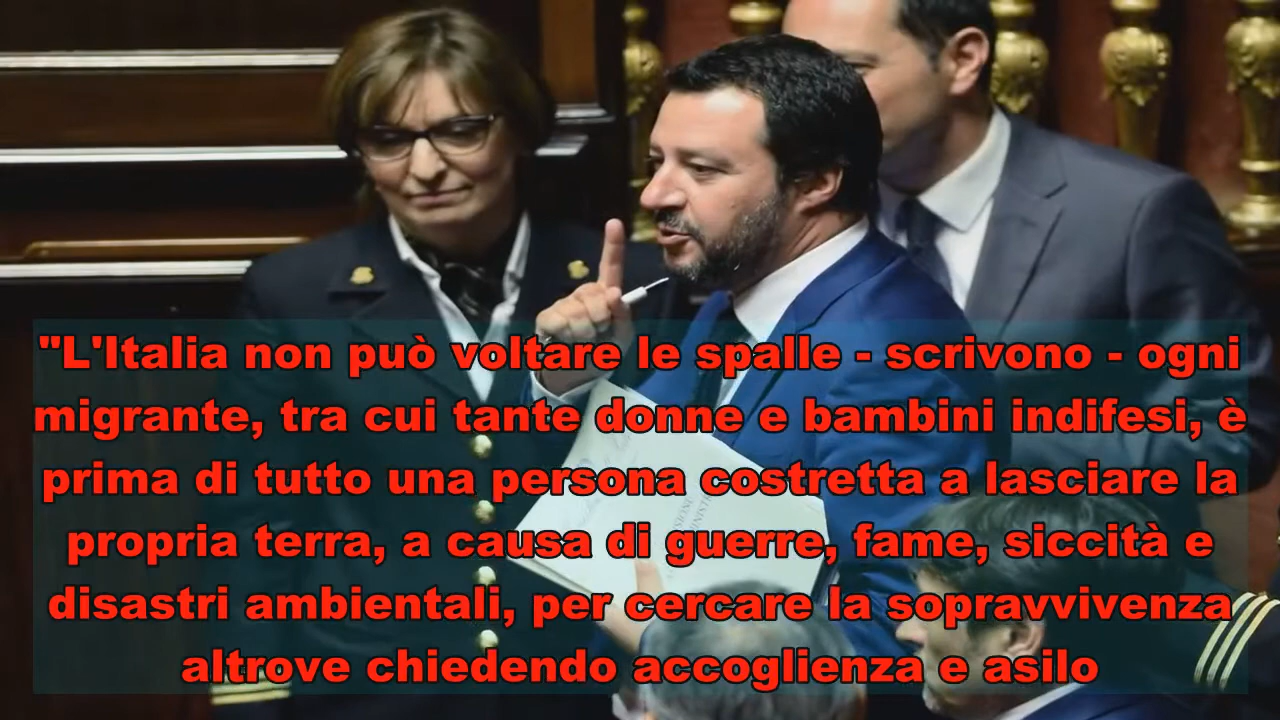 "L'Italia non può voltare le spalle - scrivono - ogni
migrante, tra cui tante donne e bambini indifesi, è
prima di tutto una persona costretta a lasciare la
propria terra, a causa di guerre, fame, siccità e
disastri ambientali, per cercare la sopravvivenza
altrove chiedendo accoglienza e asilo